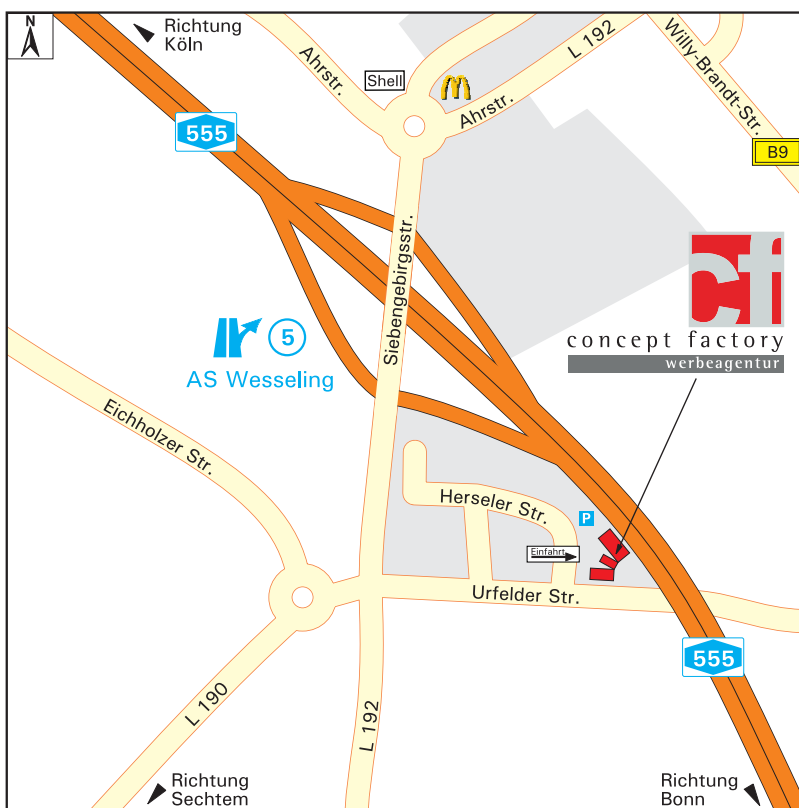 N
Richtung
Köln
Ahrstr.
Shell
L 192
Ahrstr.
Willy-Brandt-Str.
B9
555
Siebengebirgsstr.
cf
concept factory
werbeagentur
5
AS Wesseling
Eichholzer Str.
Herseler Str.
P
Einfahrt
Urfelder Str.
555
L 190
L 192
Richtung
Sechtem
Richtung
Bonn